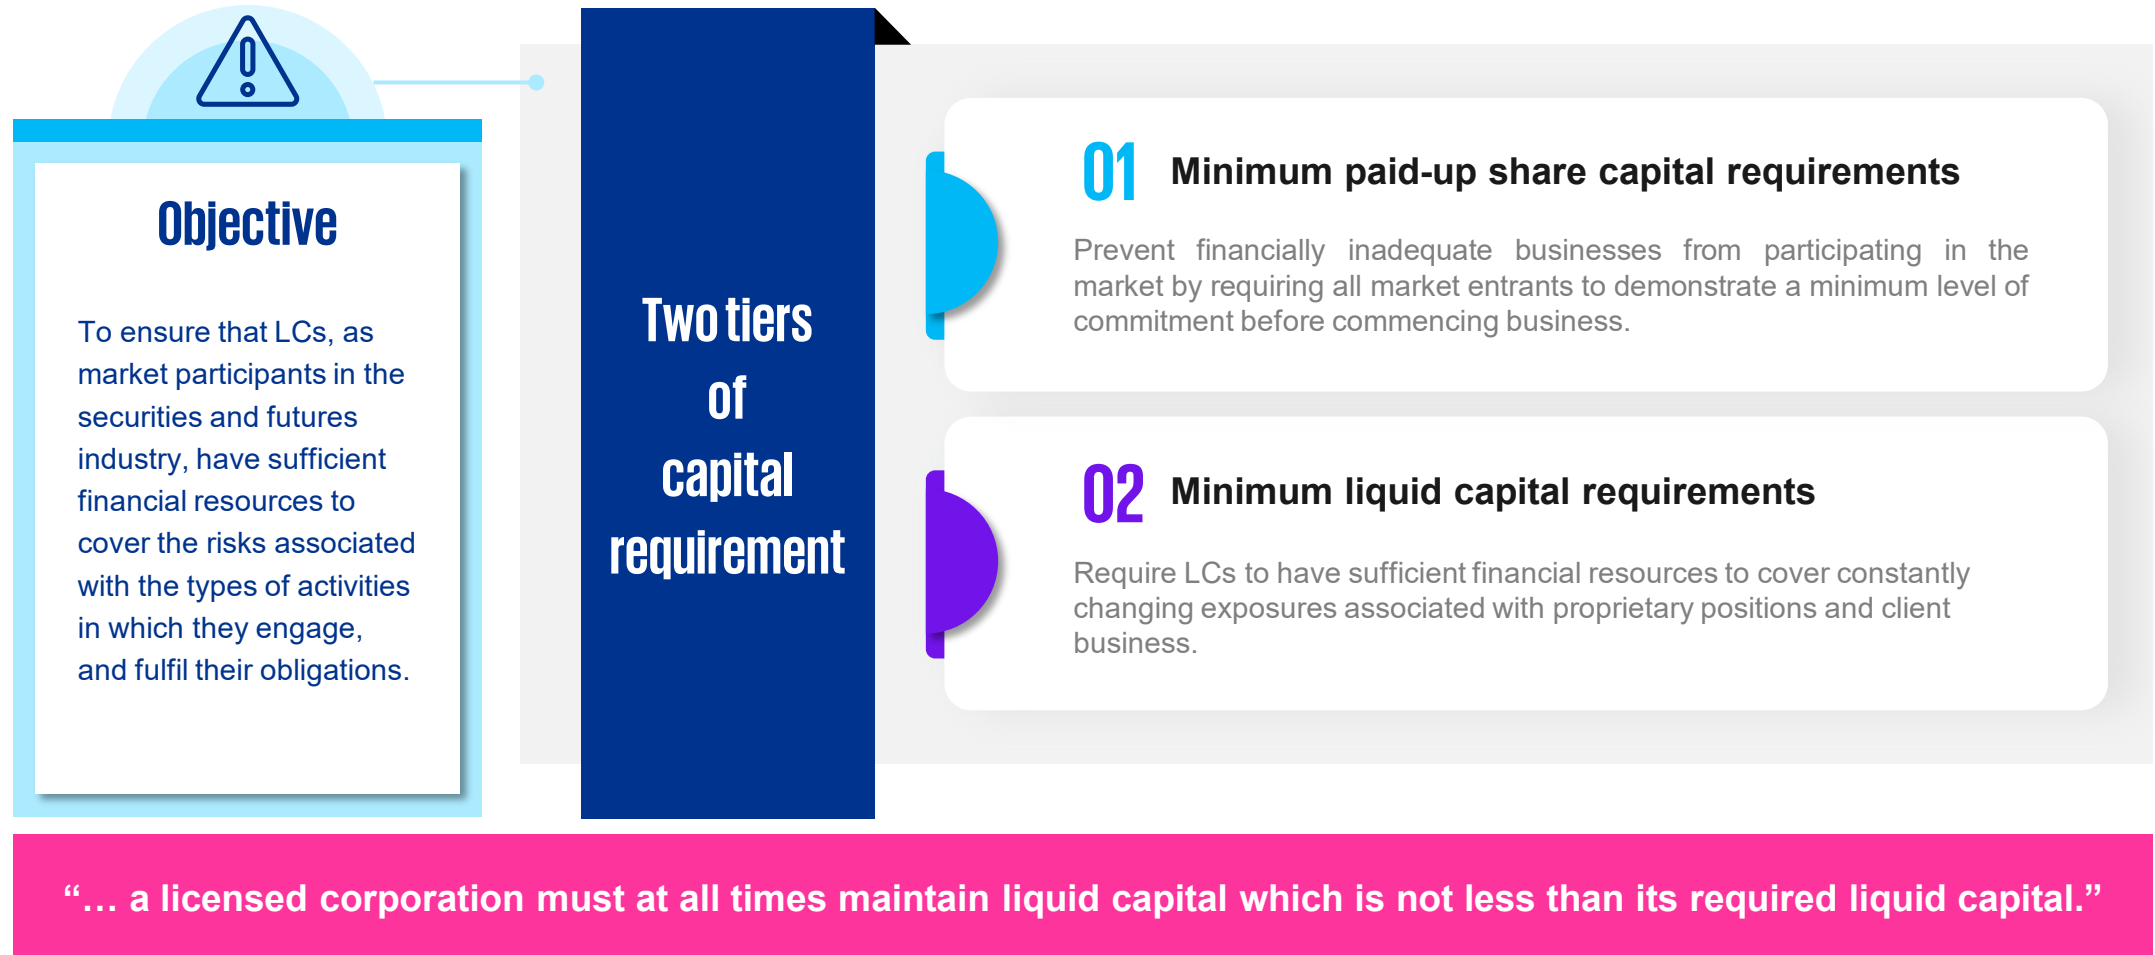 Objective
To ensure that LCs, as
market participants in the
securities and futures
industry, have sufficient
financial resources to
cover the risks associated
with the types of activities
in which they engage,
and fulfil their obligations.
Two tiers
of
capital
requirement
01 Minimum paid-up share capital requirements
Prevent financially inadequate businesses from participating in the
market by requiring all market entrants to demonstrate a minimum level of
commitment before commencing business.
02 Minimum liquid capital requirements
Require LCs to have sufficient financial resources to cover constantly
changing exposures associated with proprietary positions and client
business.
“… a licensed corporation must at all times maintain liquid capital which is not less than its required liquid capital.”